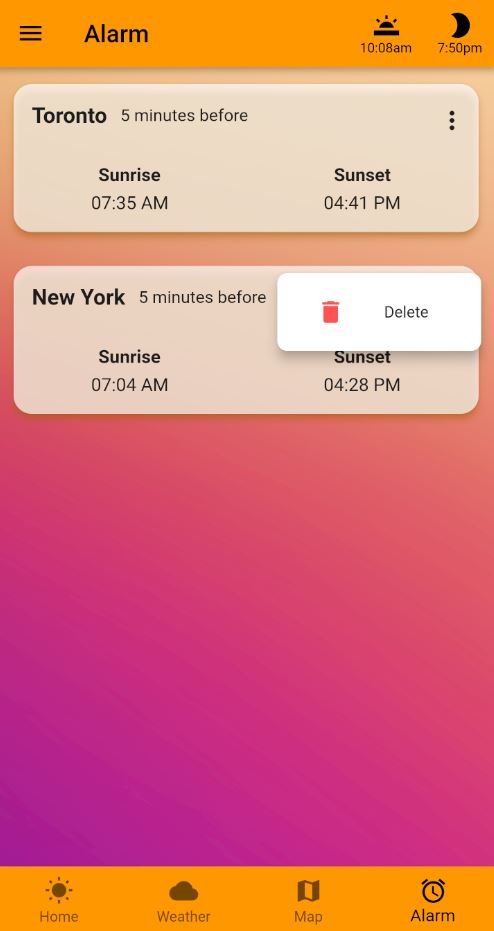 Alarm
10:08am 7:50pm
Toronto 5 minutes before
Sunrise Sunset
07:35 AM 04:41 PM
New York 5 minutes before
Delete
Sunrise Sunset
07:04 AM 04:28 PM
Home Weather Map Alarm